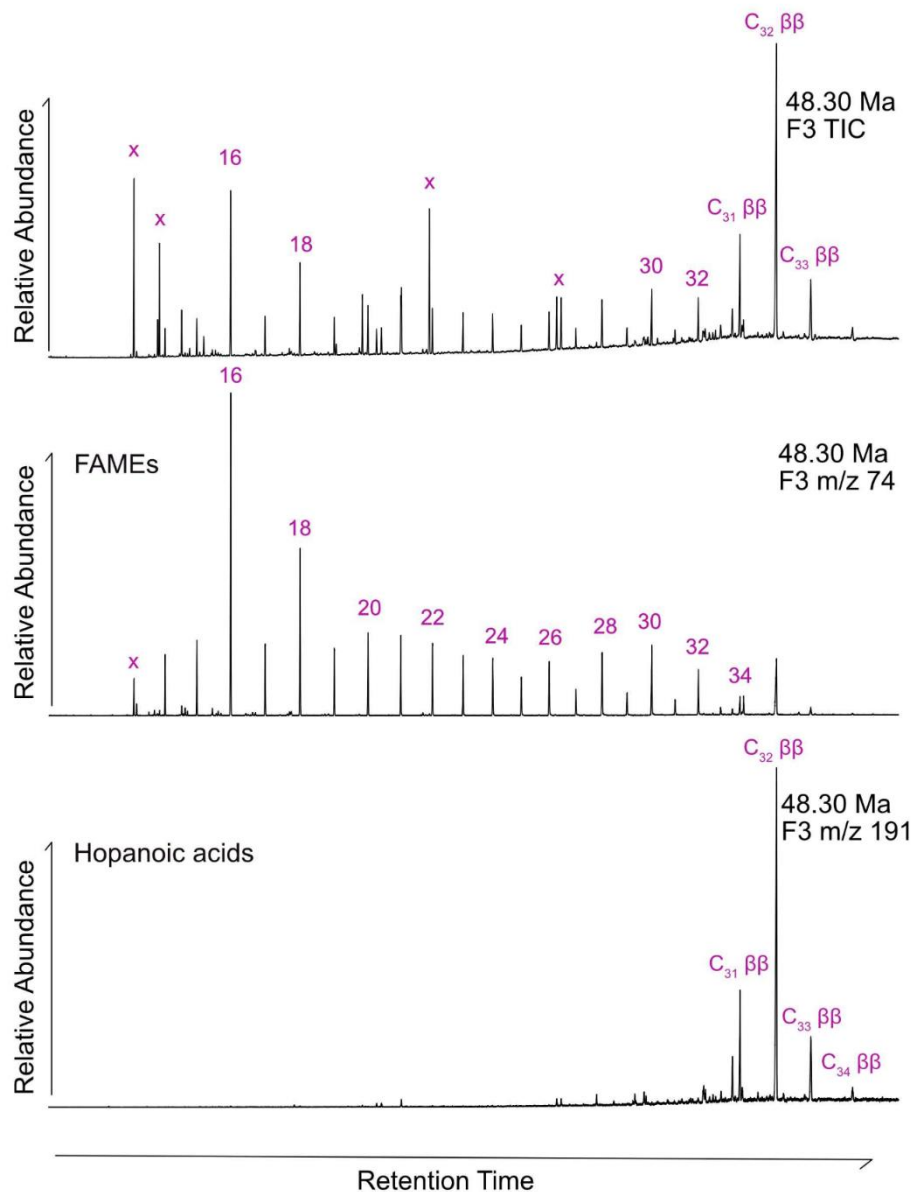 C₃₂ ββ
48.30 Ma
F3 TIC
Relative Abundance
x
x
16
18
x
x
30
32
C₃₁ ββ
C₃₃ ββ
FAMEs
48.30 Ma
F3 m/z 74
Relative Abundance
x
16
18
20
22
24
26
28
30
32
34
Hopanoic acids
C₃₂ ββ
48.30 Ma
F3 m/z 191
Relative Abundance
C₃₁ ββ
C₃₃ ββ
C₃₄ ββ
Retention Time